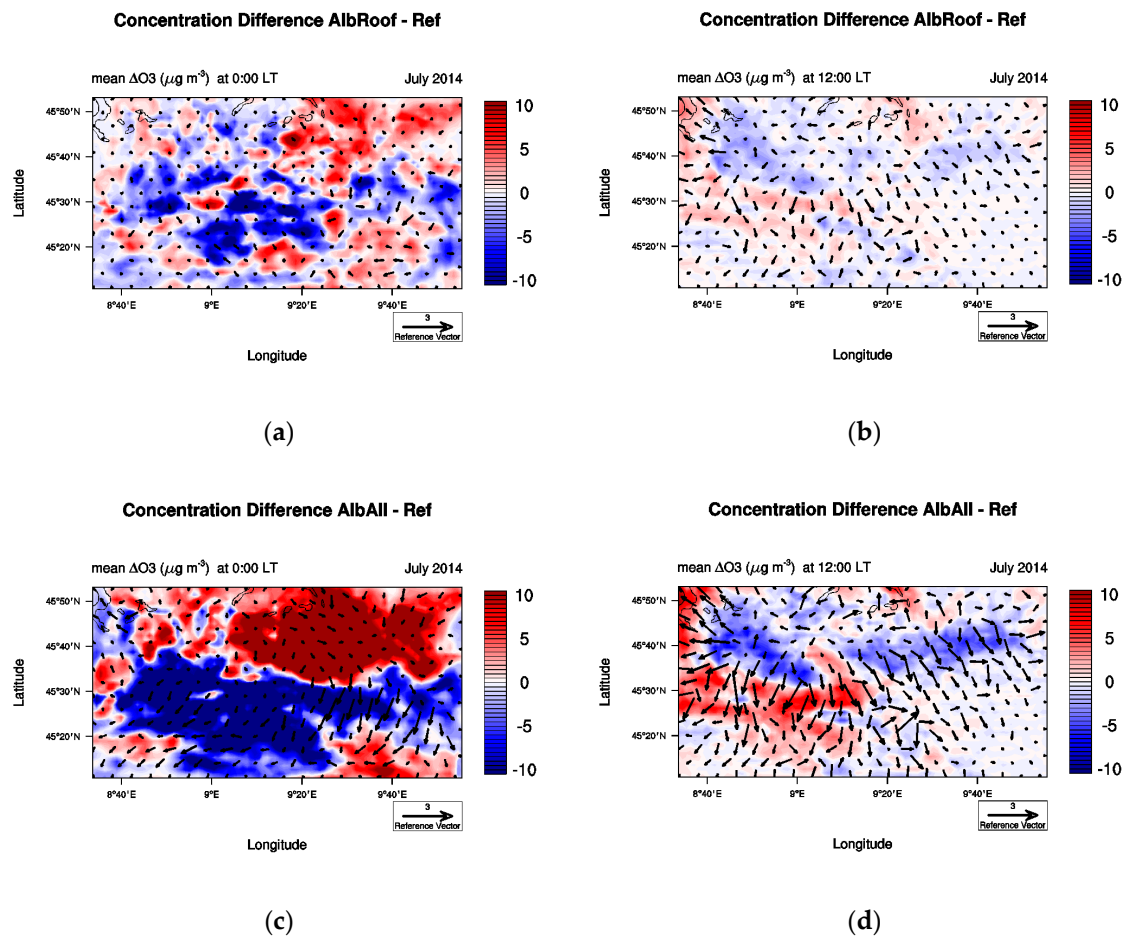 Concentration Difference AlbRoof - Ref
mean ΔO3 (μg m⁻³) at 0:00 LT July 2014
45°50'N
45°40'N
45°30'N
45°20'N
Latitude
8°40'E 9°E 9°20'E 9°40'E
Longitude
10
5
0
-5
-10
3
Reference Vector
(a)
Concentration Difference AlbRoof - Ref
mean ΔO3 (μg m⁻³) at 12:00 LT July 2014
45°50'N
45°40'N
45°30'N
45°20'N
Latitude
8°40'E 9°E 9°20'E 9°40'E
Longitude
10
5
0
-5
-10
3
Reference Vector
(b)
Concentration Difference AlbAll - Ref
mean ΔO3 (μg m⁻³) at 0:00 LT July 2014
45°50'N
45°40'N
45°30'N
45°20'N
Latitude
8°40'E 9°E 9°20'E 9°40'E
Longitude
10
5
0
-5
-10
3
Reference Vector
(c)
Concentration Difference AlbAll - Ref
mean ΔO3 (μg m⁻³) at 12:00 LT July 2014
45°50'N
45°40'N
45°30'N
45°20'N
Latitude
8°40'E 9°E 9°20'E 9°40'E
Longitude
10
5
0
-5
-10
3
Reference Vector
(d)